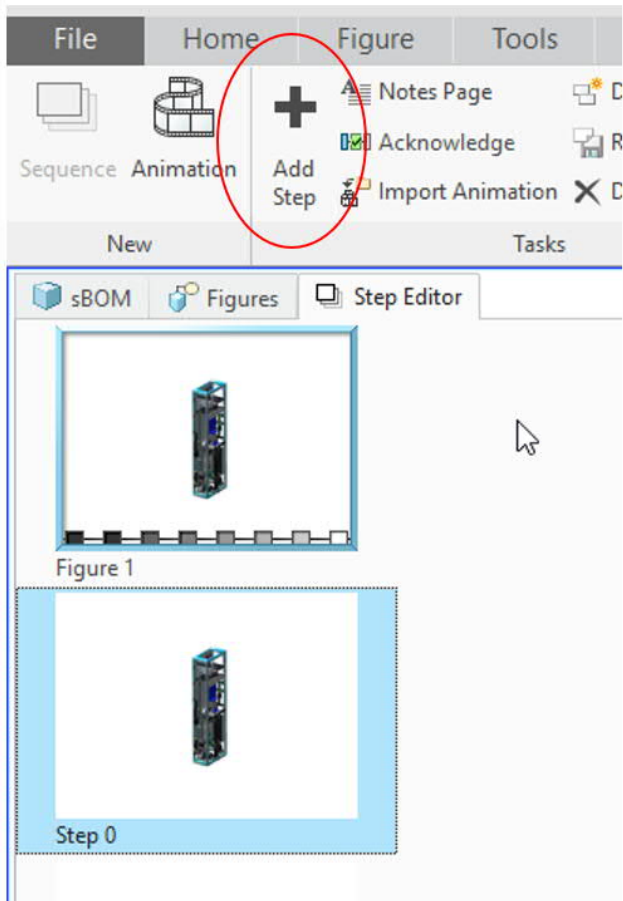 File Home Figure Tools
Notes Page
Acknowledge
Import Animation
Sequence Animation Add
Step
New Tasks
sBOM Figures Step Editor
Figure 1
Step 0